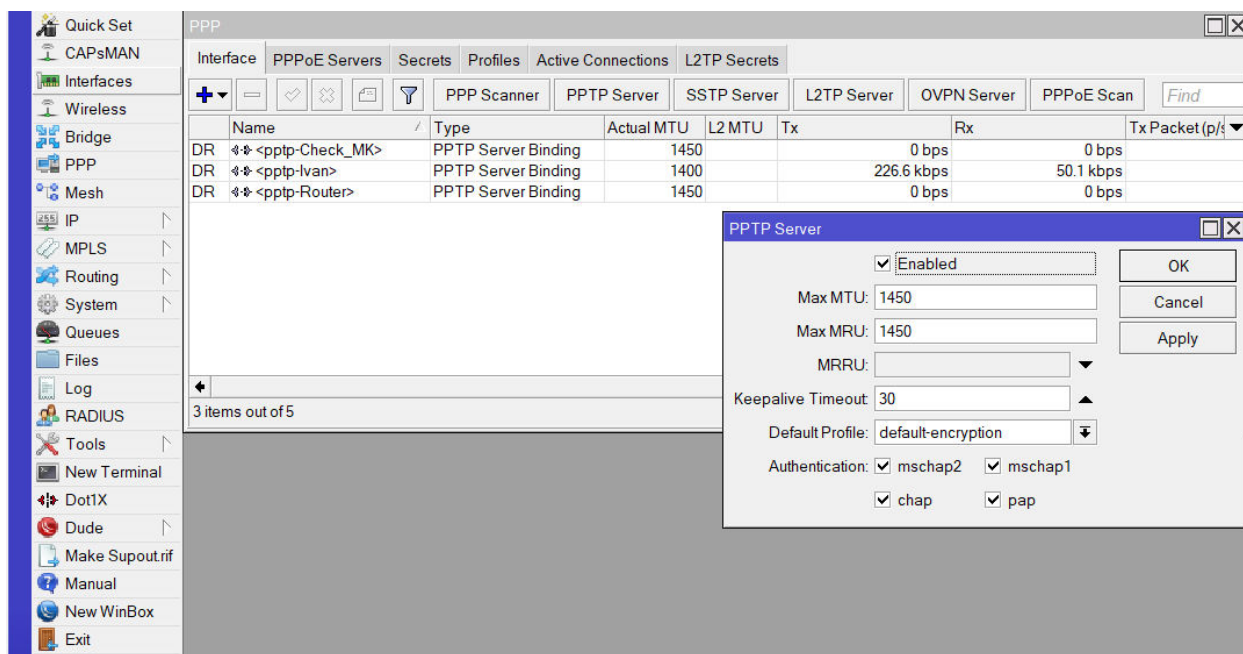 Quick Set
CAPsMAN
Interfaces
Wireless
Bridge
PPP
Mesh
255 IP
MPLS
Routing
System
Queues
Files
Log
RADIUS
Tools
New Terminal
Dot1X
Dude
Make Supout.rif
Manual
New WinBox
Exit
PPP
Interface PPPoE Servers Secrets Profiles Active Connections L2TP Secrets
PPP Scanner PPTP Server SSTP Server L2TP Server OVPN Server PPPoE Scan Find
Name / Type Actual MTU L2 MTU Tx Rx Tx Packet (p/s
DR <pptp-Check_MK> PPTP Server Binding 1450 0 bps 0 bps
DR <pptp-Ivan> PPTP Server Binding 1400 226.6 kbps 50.1 kbps
DR <pptp-Router> PPTP Server Binding 1450 0 bps 0 bps
3 items out of 5
PPTP Server
Enabled
Max MTU: 1450
Max MRU: 1450
MRRU:
Keepalive Timeout: 30
Default Profile: default-encryption
Authentication: mschap2 mschap1
chap pap
OK
Cancel
Apply